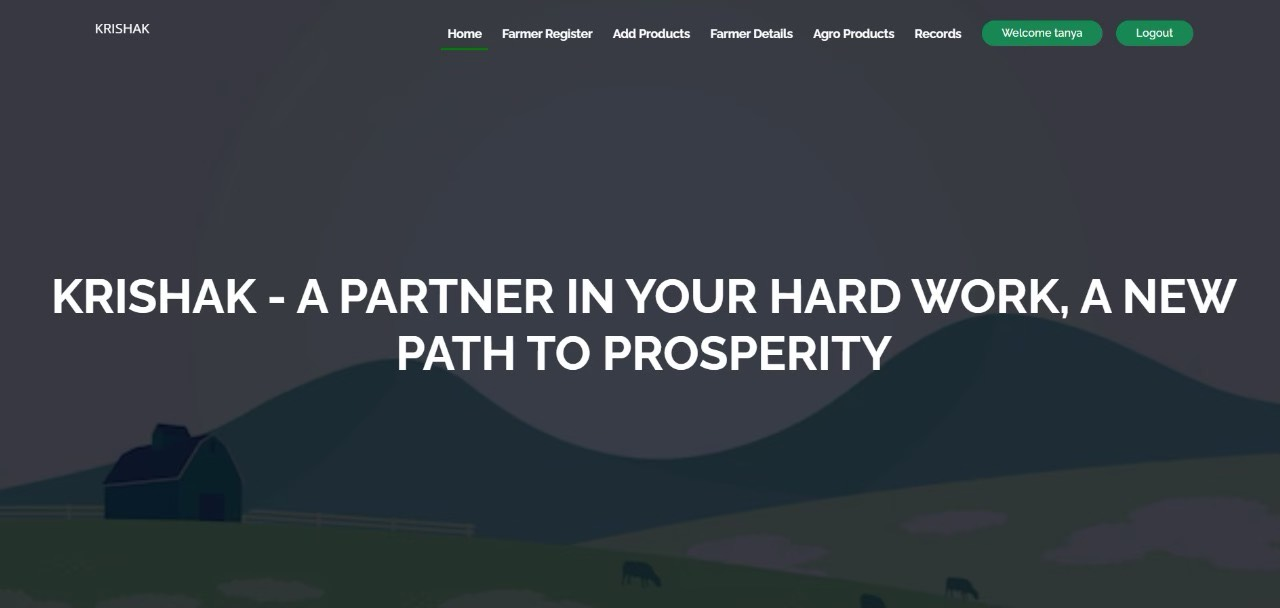 KRISHAK
Home Farmer Register Add Products Farmer Details Agro Products Records Welcome tanya Logout
KRISHAK - A PARTNER IN YOUR HARD WORK, A NEW
PATH TO PROSPERITY